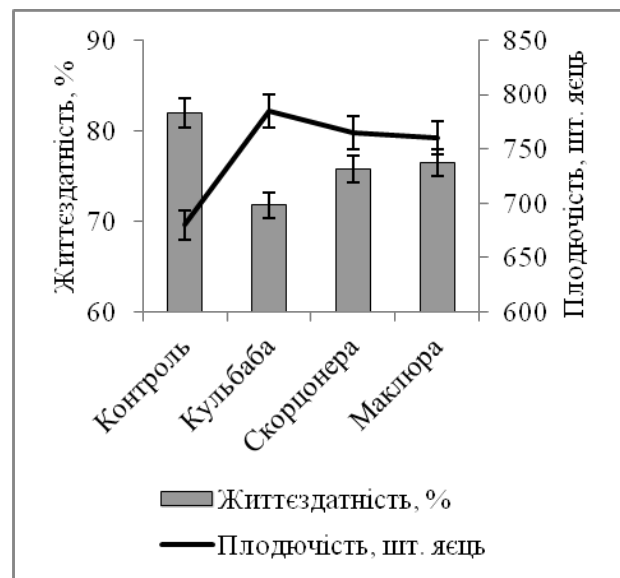 Життєздатність, %
90
80
70
60
850
800
750
700
650
600
Плодючість, шт. яєць
Контроль
Кульбаба
Скорцонера
Маклюра
Життєздатність, %
Плодючість, шт. яєць